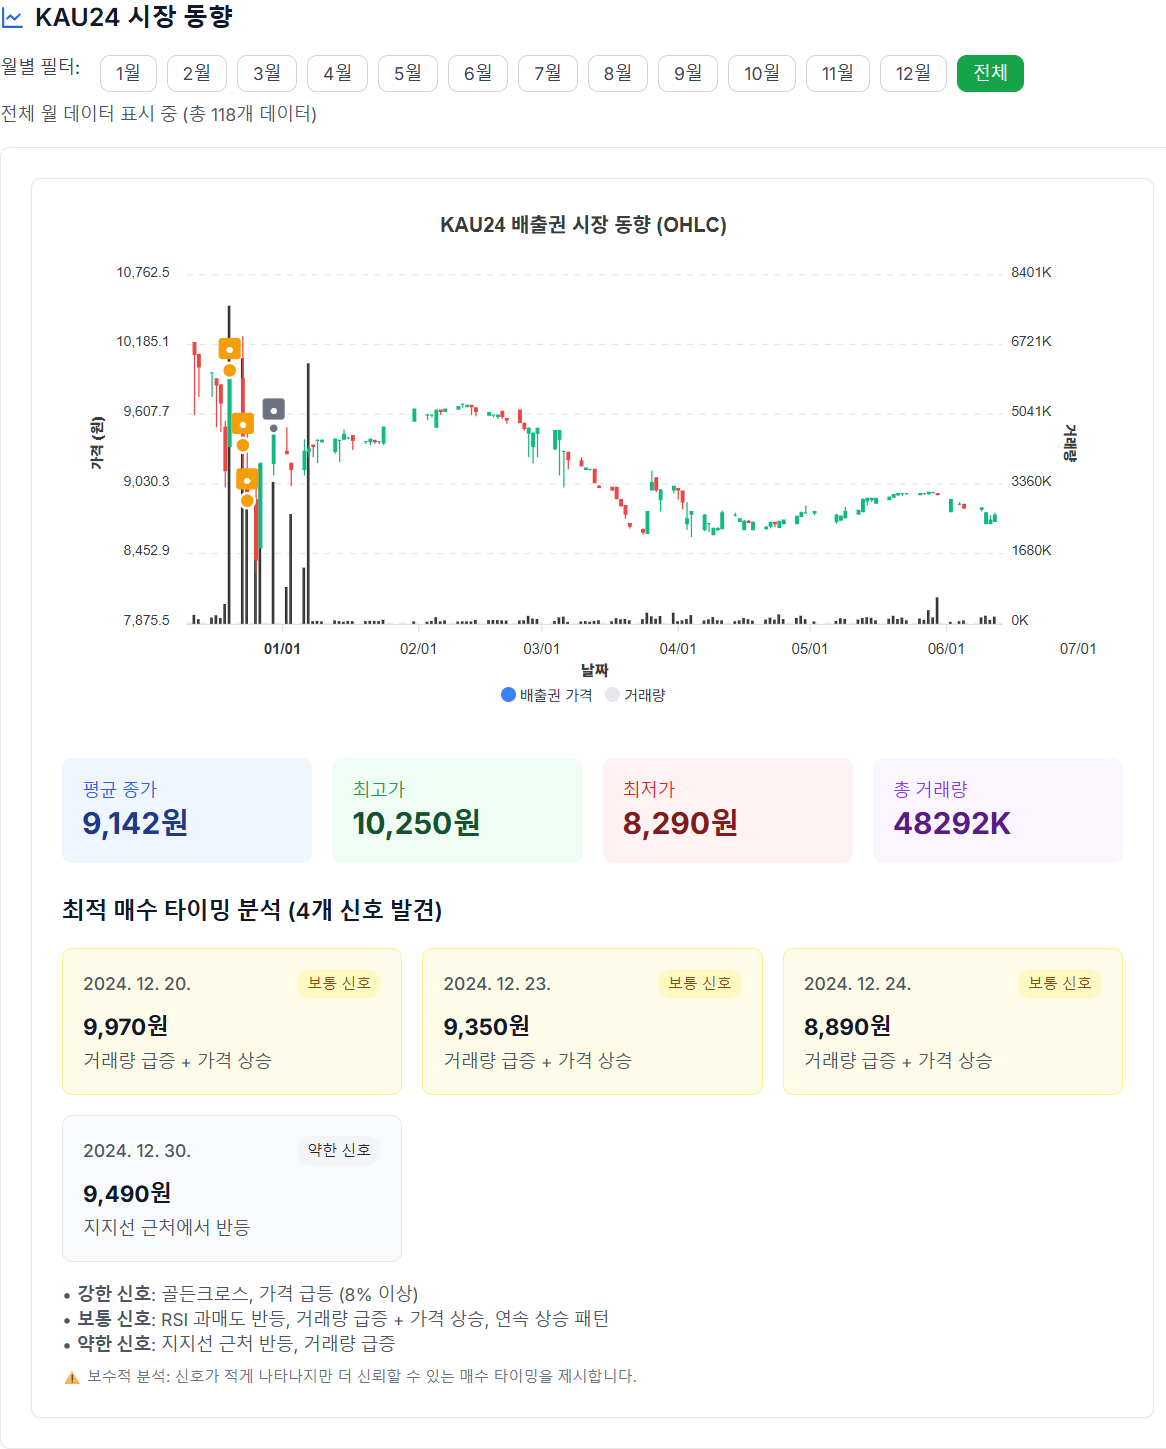 KAU24 시장 동향
월별 필터: 1월 2월 3월 4월 5월 6월 7월 8월 9월 10월 11월 12월 전체
전체 월 데이터 표시 중 (총 118개 데이터)
KAU24 배출권 시장 동향 (OHLC)
10,762.5 8401K
10,185.1 6721K
9,607.7 5041K
9,030.3 3360K
8,452.9 1680K
7,875.5 0K
가격 (원)
거래량
01/01 02/01 03/01 04/01 05/01 06/01 07/01
날짜
배출권 가격 거래량
평균 종가 최고가 최저가 총 거래량
9,142원 10,250원 8,290원 48292K
최적 매수 타이밍 분석 (4개 신호 발견)
2024. 12. 20. 보통 신호
9,970원
거래량 급증 + 가격 상승
2024. 12. 23. 보통 신호
9,350원
거래량 급증 + 가격 상승
2024. 12. 24. 보통 신호
8,890원
거래량 급증 + 가격 상승
2024. 12. 30. 약한 신호
9,490원
지지선 근처에서 반등
• 강한 신호: 골든크로스, 가격 급등 (8% 이상)
• 보통 신호: RSI 과매도 반등, 거래량 급증 + 가격 상승, 연속 상승 패턴
• 약한 신호: 지지선 근처 반등, 거래량 급증
⚠ 보수적 분석: 신호가 적게 나타나지만 더 신뢰할 수 있는 매수 타이밍을 제시합니다.